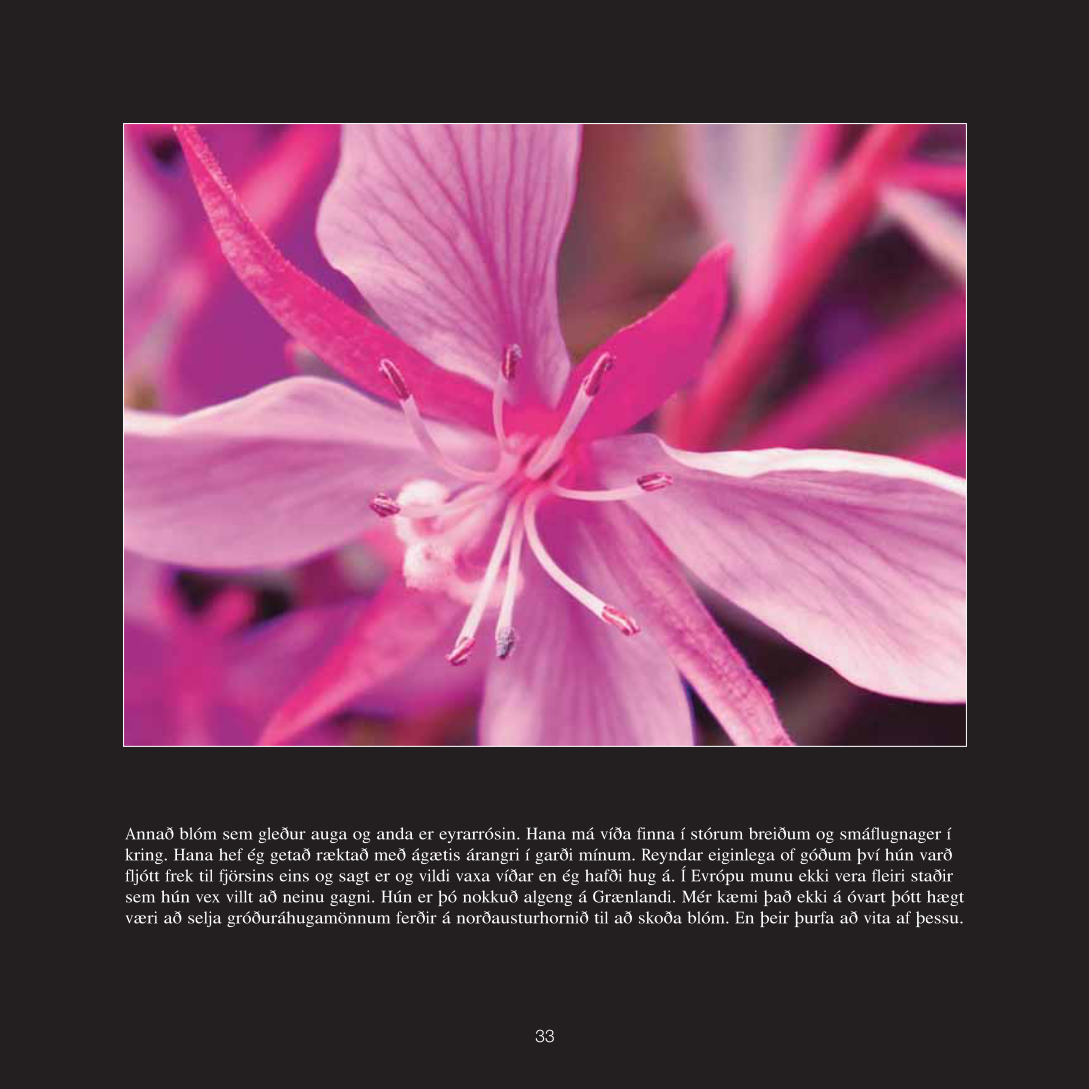 Annað blóm sem gleður auga og anda er eyrarrósin. Hana má víða finna í stórum breiðum og smáflugnager í
kring. Hana hef ég getað ræktað með ágætis árangri í garði mínum. Reyndar eiginlega of góðum því hún varð
fljótt frek til fjörsins eins og sagt er og vildi vaxa víðar en ég hafði hug á. Í Evrópu munu ekki vera fleiri staðir
sem hún vex villt að neinu gagni. Hún er þó nokkuð algeng á Grænlandi. Mér kæmi það ekki á óvart þótt hægt
væri að selja gróðuráhugamönnum ferðir á norðausturhornið til að skoða blóm. En þeir þurfa að vita af þessu.
33